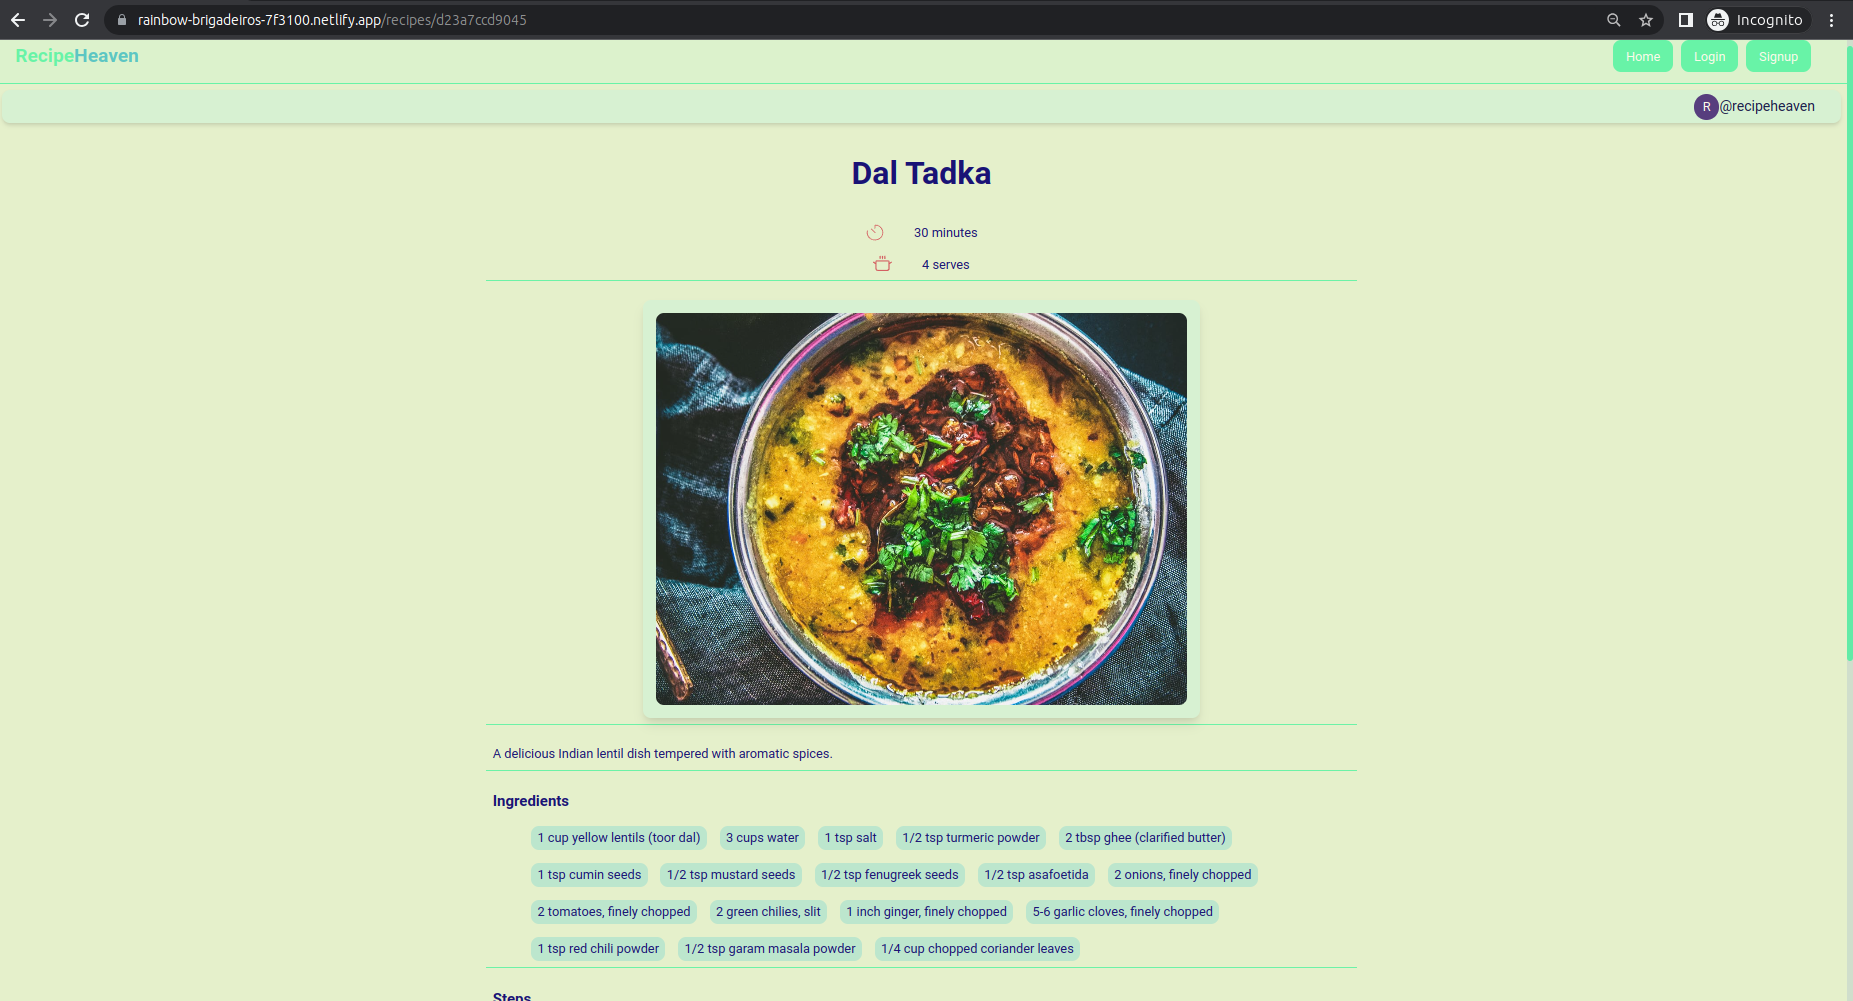 rainbow-brigadeiros-7f3100.netlify.app/recipes/d23a7ccd9045
Incognito
RecipeHeaven
Home Login Signup
R @recipeheaven
Dal Tadka
30 minutes
4 serves
A delicious Indian lentil dish tempered with aromatic spices.
Ingredients
1 cup yellow lentils (toor dal) 3 cups water 1 tsp salt 1/2 tsp turmeric powder 2 tbsp ghee (clarified butter)
1 tsp cumin seeds 1/2 tsp mustard seeds 1/2 tsp fenugreek seeds 1/2 tsp asafoetida 2 onions, finely chopped
2 tomatoes, finely chopped 2 green chilies, slit 1 inch ginger, finely chopped 5-6 garlic cloves, finely chopped
1 tsp red chili powder 1/2 tsp garam masala powder 1/4 cup chopped coriander leaves
Steps